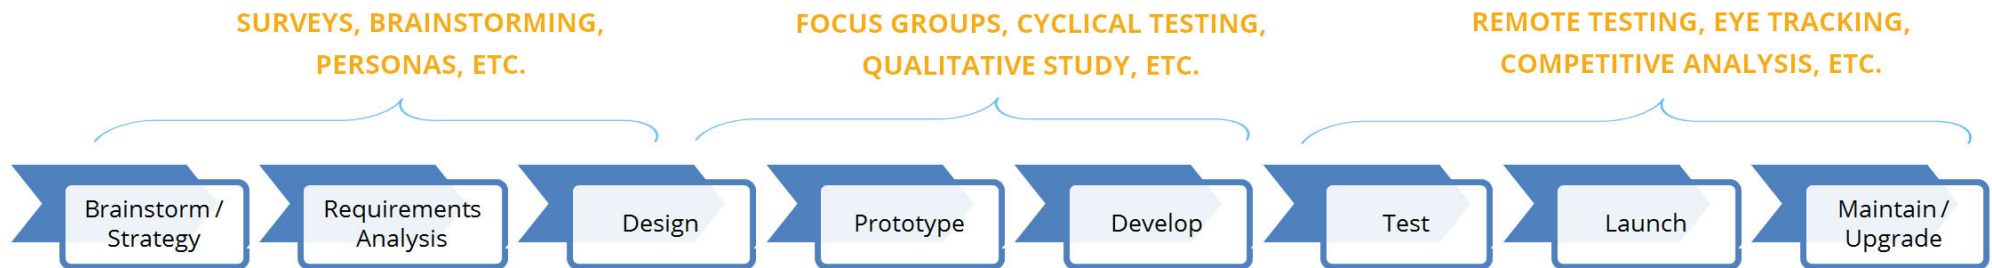 SURVEYS, BRAINSTORMING,
PERSONAS, ETC.
FOCUS GROUPS, CYCLICAL TESTING,
QUALITATIVE STUDY, ETC.
REMOTE TESTING, EYE TRACKING,
COMPETITIVE ANALYSIS, ETC.
Brainstorm /
Strategy
Requirements
Analysis
Design
Prototype
Develop
Test
Launch
Maintain /
Upgrade